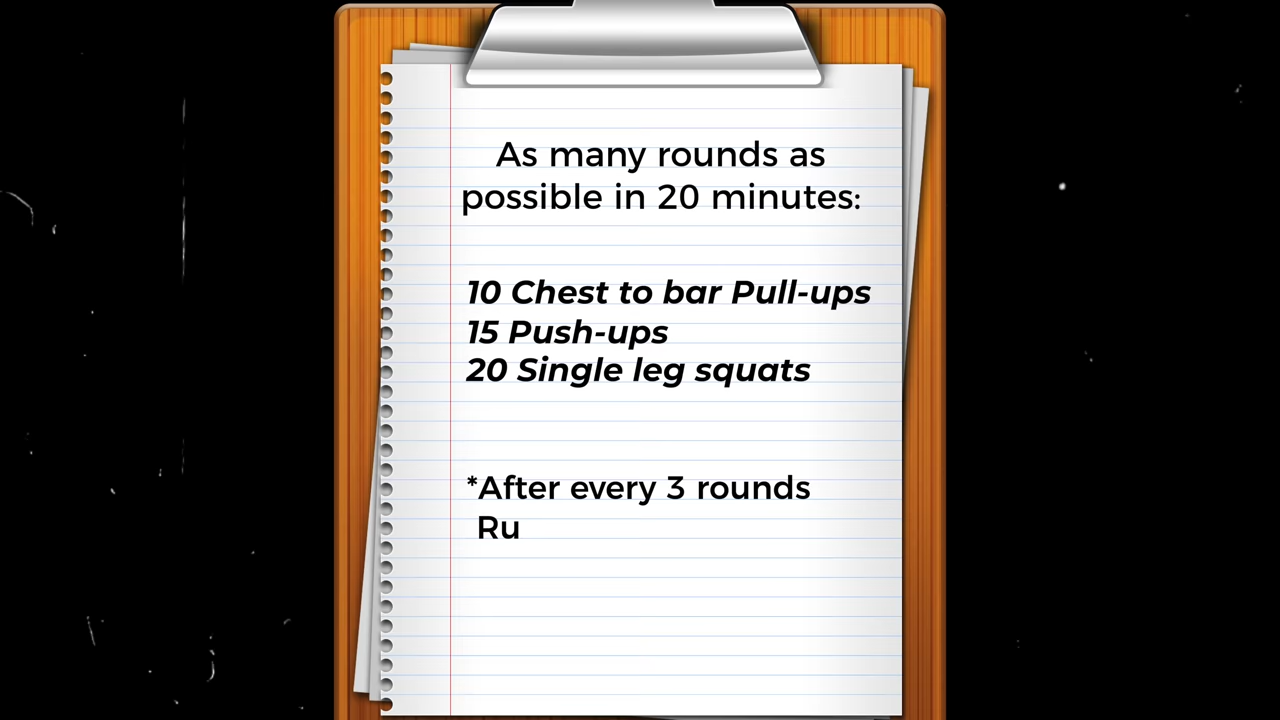 As many rounds as
possible in 20 minutes:
10 Chest to bar Pull-ups
15 Push-ups
20 Single leg squats
*After every 3 rounds
Ru